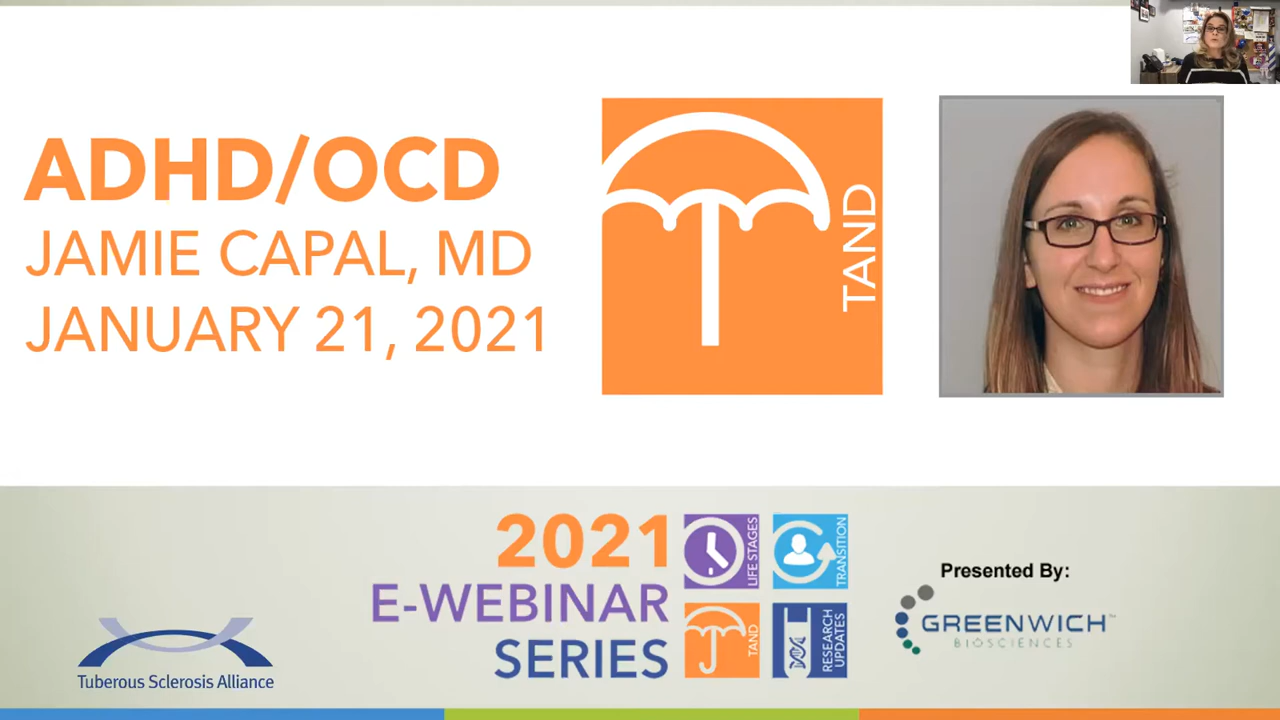 ADHD/OCD
JAMIE CAPAL, MD
JANUARY 21, 2021
TAND
2021
E-WEBINAR
SERIES
LIFE STAGES
TRANSITION
TAND
RESEARCH
UPDATES
Tuberous Sclerosis Alliance
Presented By:
GREENWICH™
BIOSCIENCES